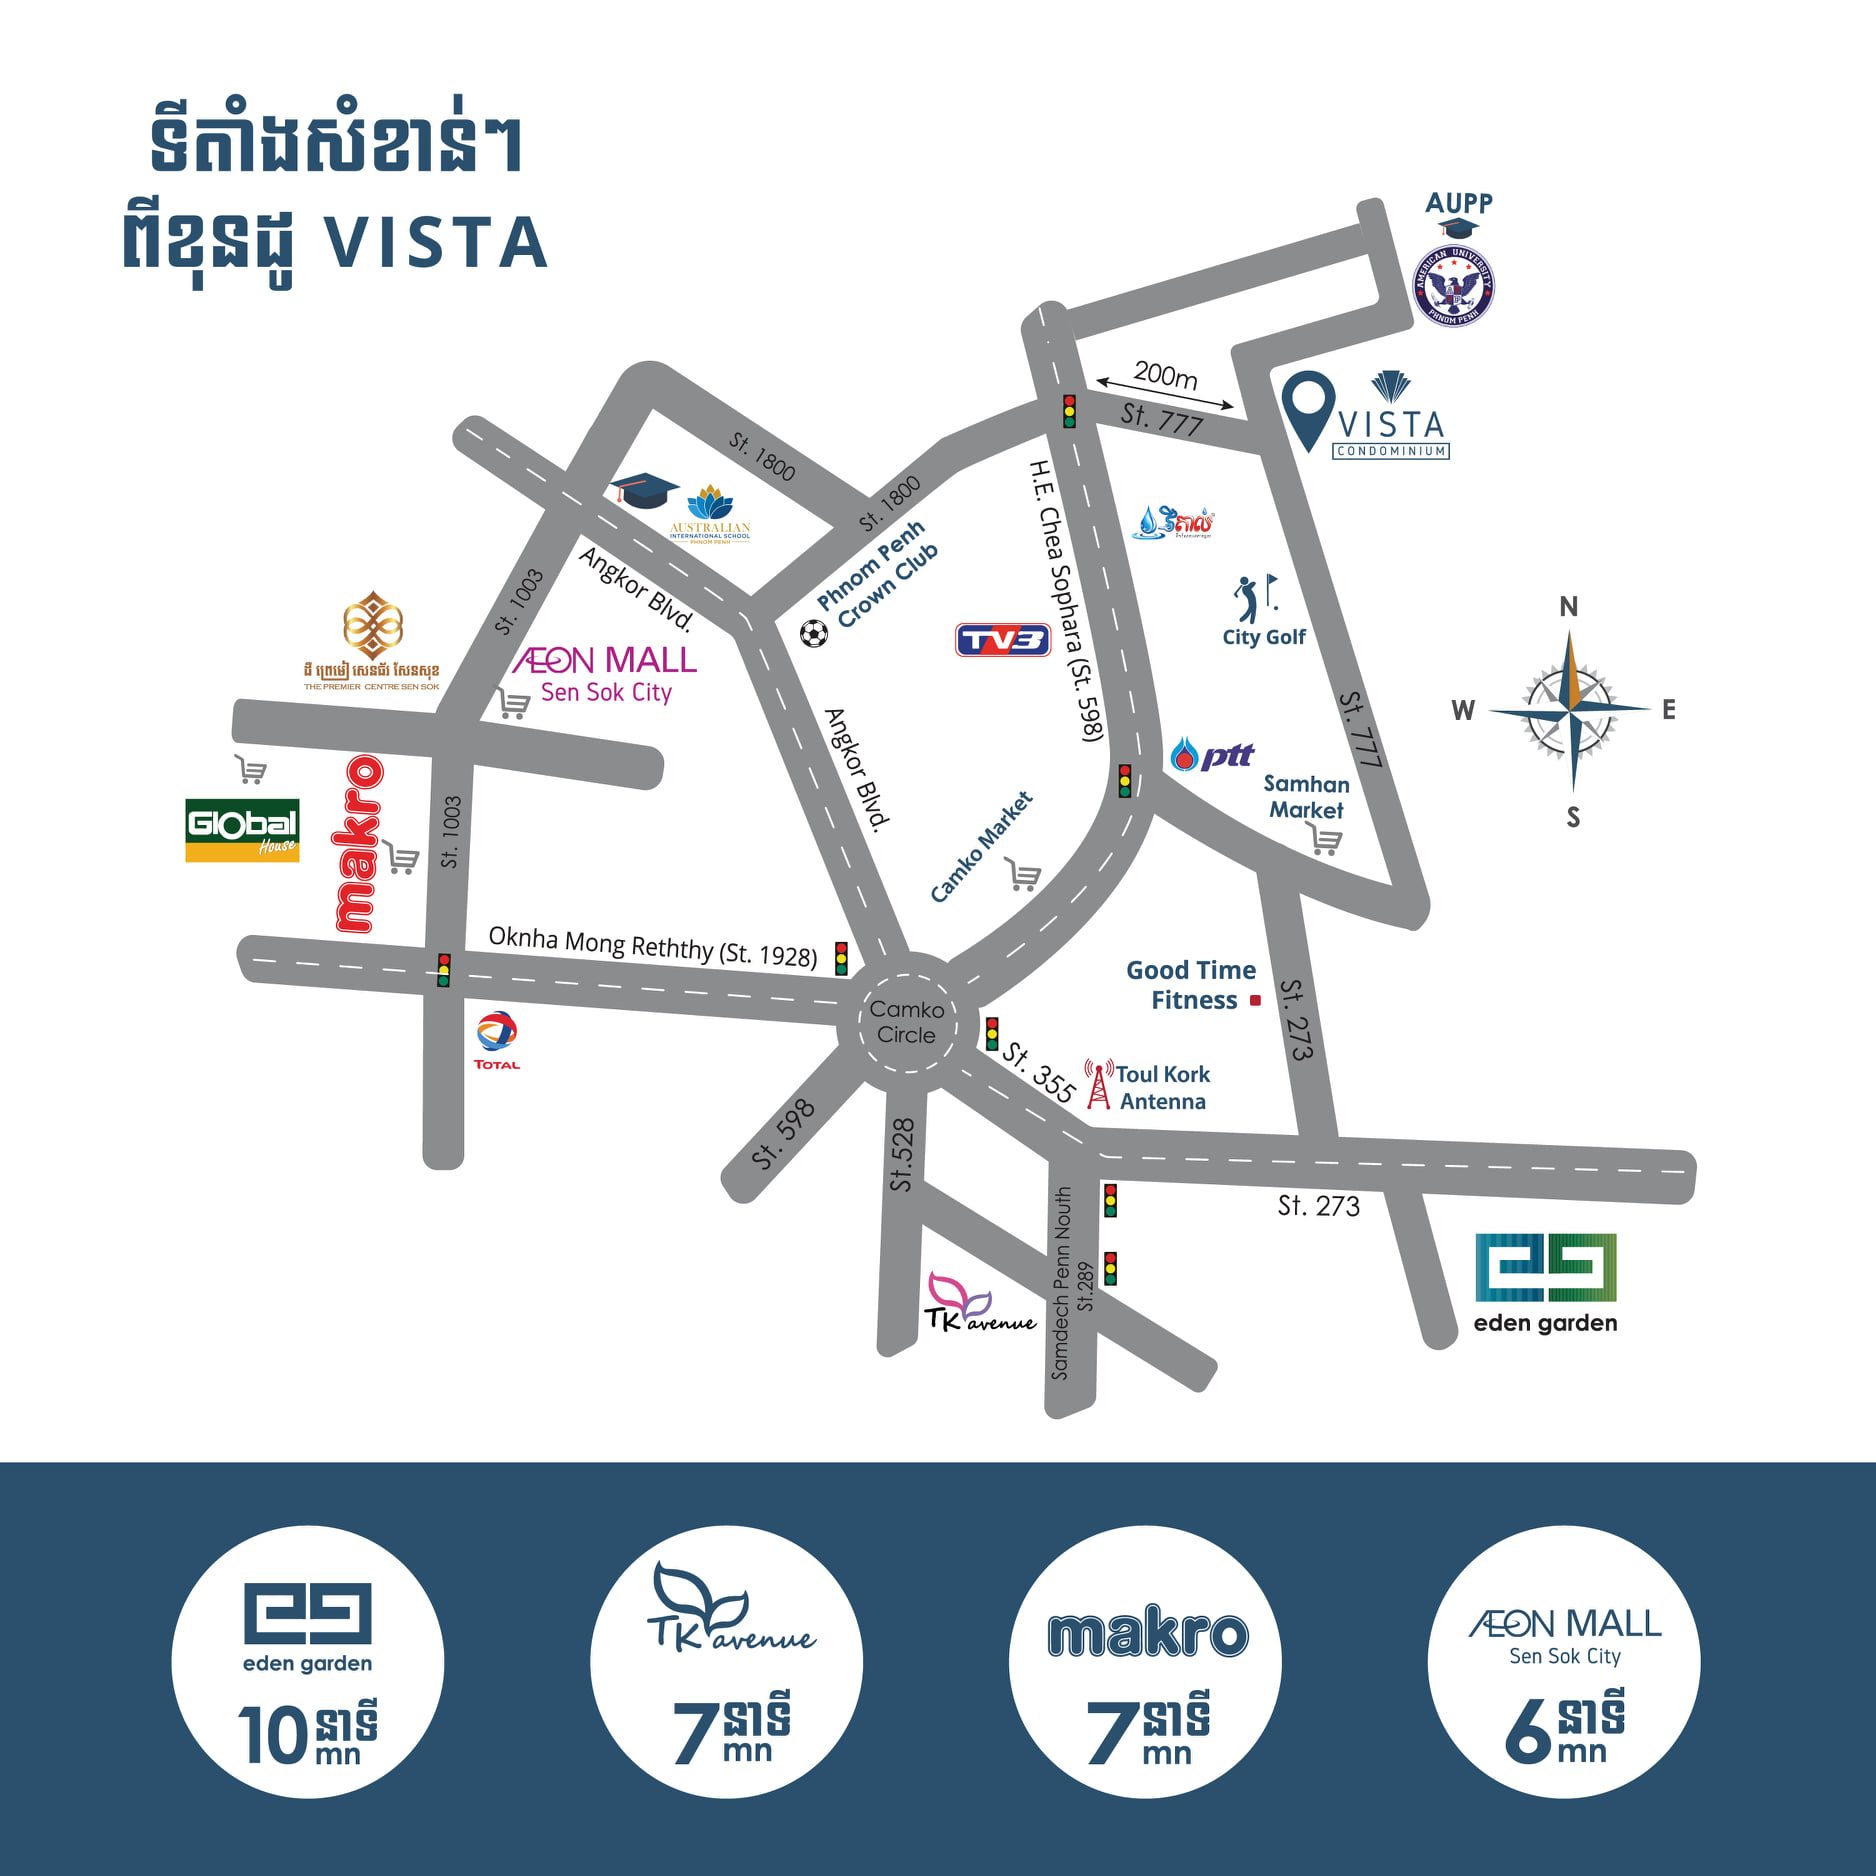 ទីតាំងសំខាន់ៗ
ពីខុនដូ VISTA
AUPP
AMERICAN UNIVERSITY
PHNOM PENH
200m
St. 777
VISTA
CONDOMINIUM
St. 1800
St. 1800
AUSTRALIAN
INTERNATIONAL SCHOOL
PHNOM PENH
Angkor Blvd.
Phnom Penh
Crown Club
H.E. Chea Sophara (St. 598)
វីតាល់
City Golf
TV3
St. 1003
ឌី ព្រេមៀ សេនធ័រ សែនសុខ
THE PREMIER CENTRE SEN SOK
ÆON MALL
Sen Sok City
N
W
E
S
St. 777
ptt
Samhan
Market
Angkor Blvd.
Camko Market
Global
House
makro
St. 1003
Oknha Mong Reththy (St. 1928)
Camko
Circle
Good Time
Fitness
St. 273
TOTAL
St. 355
Toul Kork
Antenna
St. 598
St.528
Samdech Penn Nouth
St.289
St. 273
TK avenue
eden garden
eden garden
10 នាទី
mn
TK avenue
7 នាទី
mn
makro
7 នាទី
mn
ÆON MALL
Sen Sok City
6 នាទី
mn